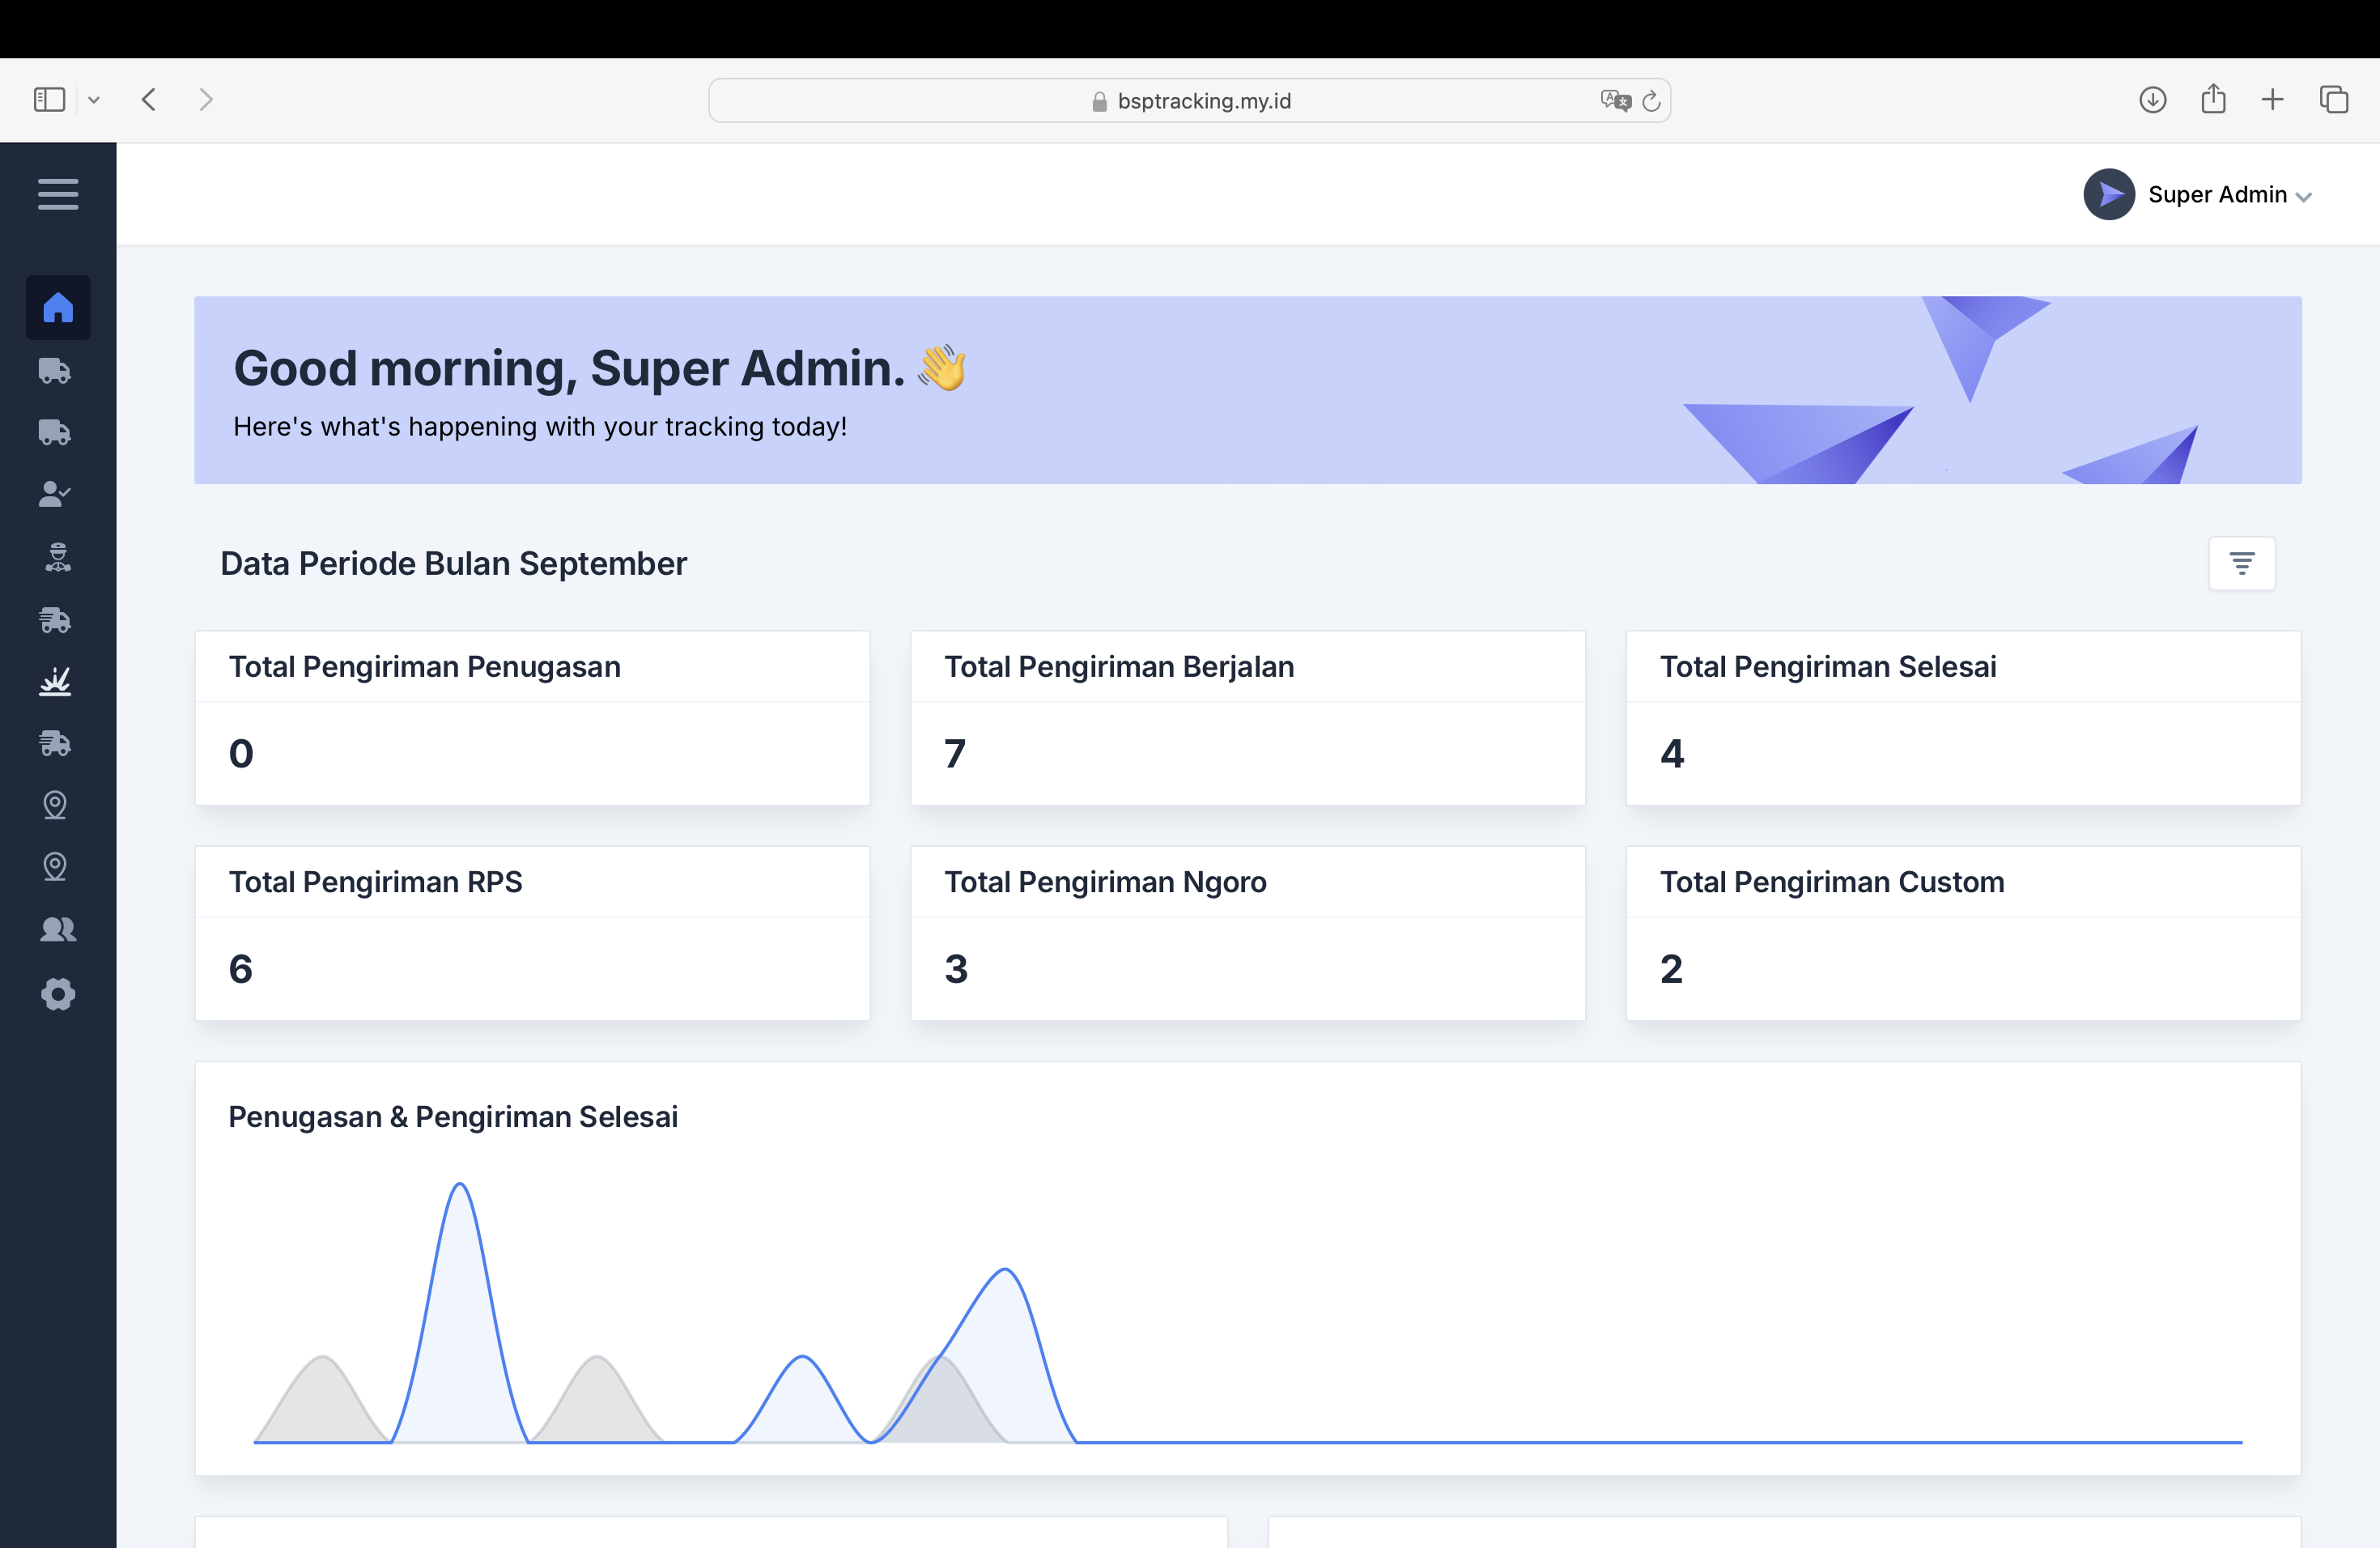 bsptracking.my.id
Super Admin
Good morning, Super Admin. 👋
Here's what's happening with your tracking today!
Data Periode Bulan September
Total Pengiriman Penugasan
0
Total Pengiriman Berjalan
7
Total Pengiriman Selesai
4
Total Pengiriman RPS
6
Total Pengiriman Ngoro
3
Total Pengiriman Custom
2
Penugasan & Pengiriman Selesai